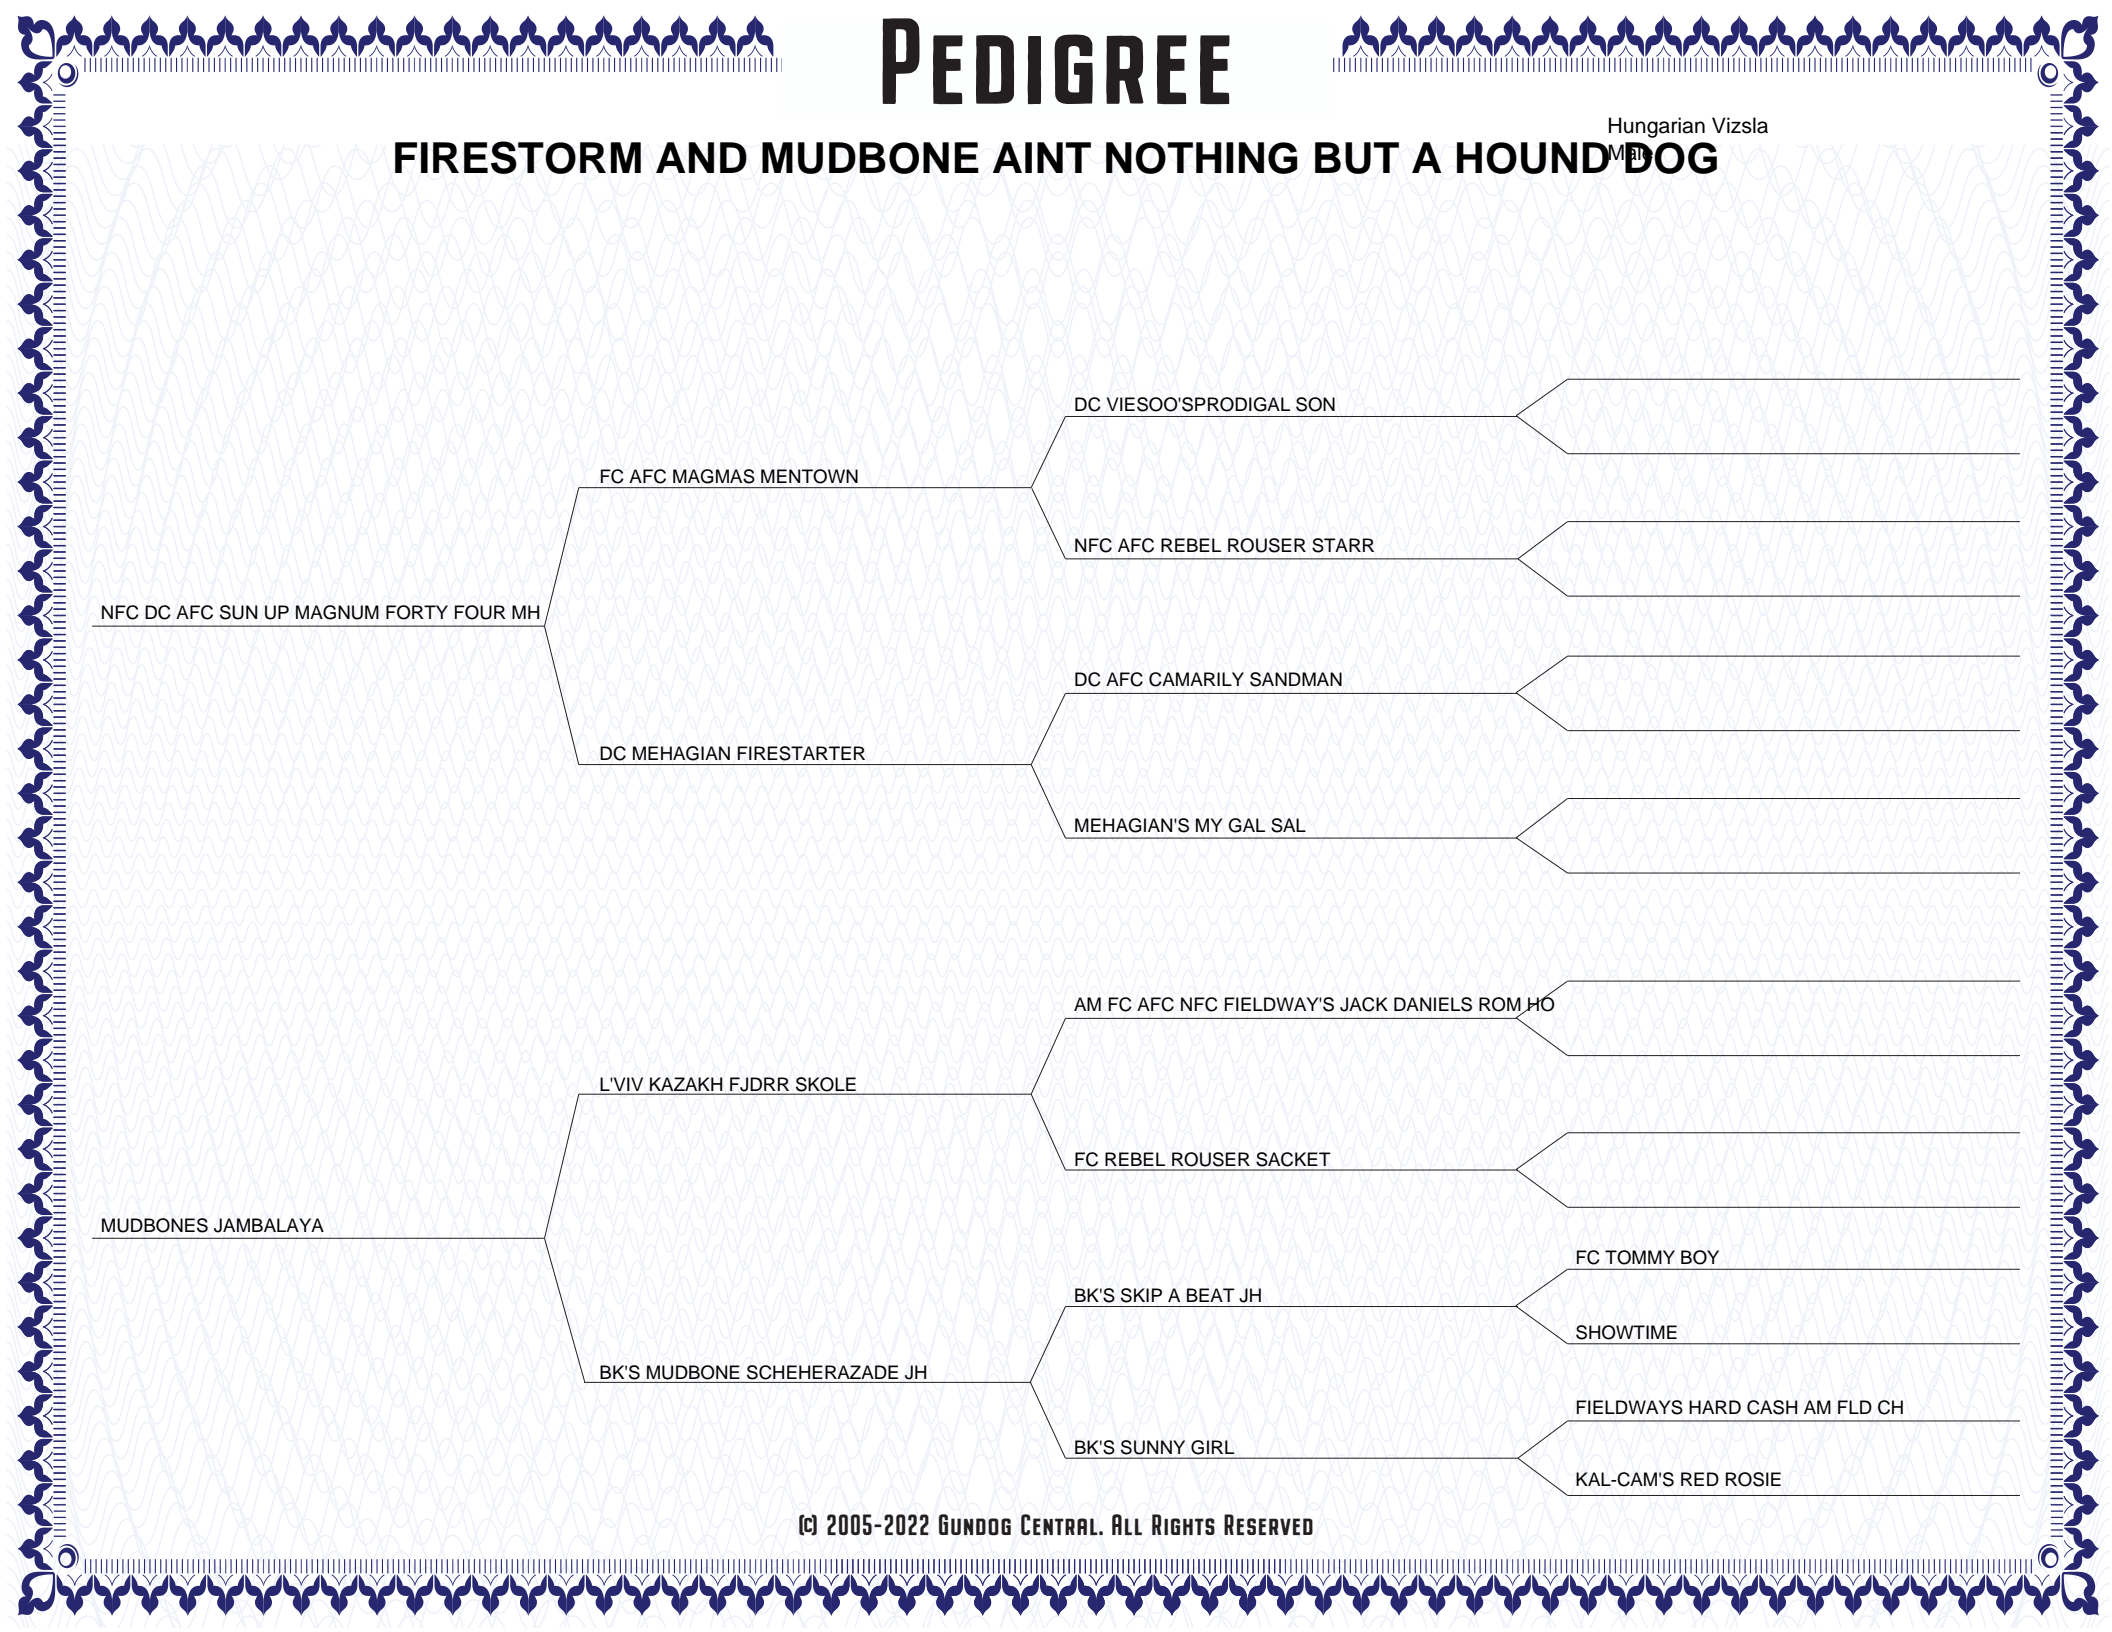 PEDIGREE
Hungarian Vizsla
Male
FIRESTORM AND MUDBONE AINT NOTHING BUT A HOUND DOG
DC VIESOO'SPRODIGAL SON
FC AFC MAGMAS MENTOWN
NFC AFC REBEL ROUSER STARR
NFC DC AFC SUN UP MAGNUM FORTY FOUR MH
DC AFC CAMARILY SANDMAN
DC MEHAGIAN FIRESTARTER
MEHAGIAN'S MY GAL SAL
AM FC AFC NFC FIELDWAY'S JACK DANIELS ROM HO
L'VIV KAZAKH FJDRR SKOLE
FC REBEL ROUSER SACKET
MUDBONES JAMBALAYA
FC TOMMY BOY
BK'S SKIP A BEAT JH
SHOWTIME
BK'S MUDBONE SCHEHERAZADE JH
FIELDWAYS HARD CASH AM FLD CH
BK'S SUNNY GIRL
KAL-CAM'S RED ROSIE
(C) 2005-2022 GUNDOG CENTRAL. ALL RIGHTS RESERVED